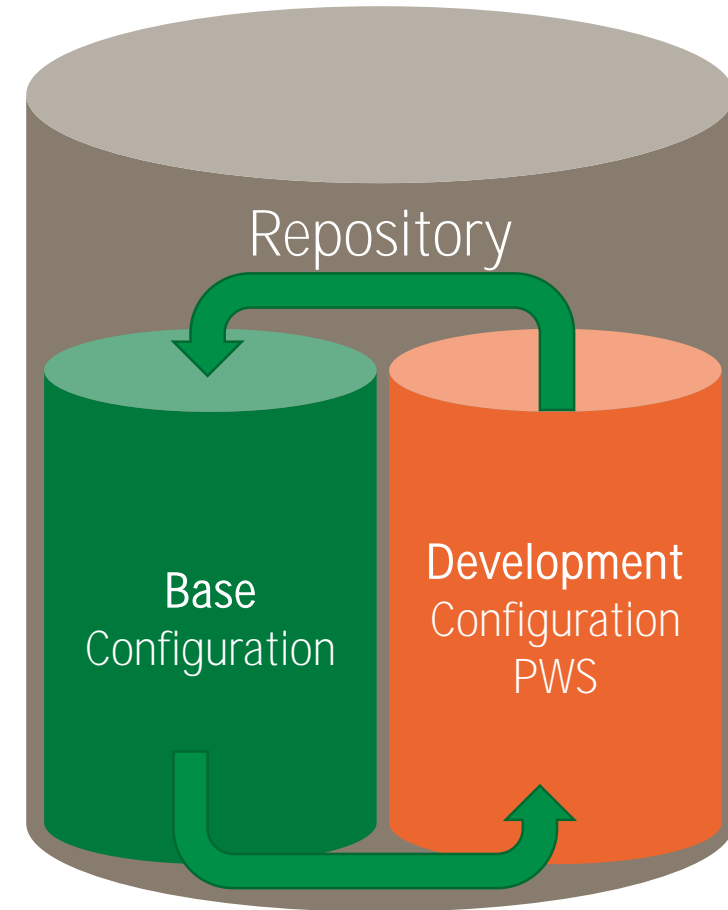 Repository
Base
Configuration
Development
Configuration
PWS